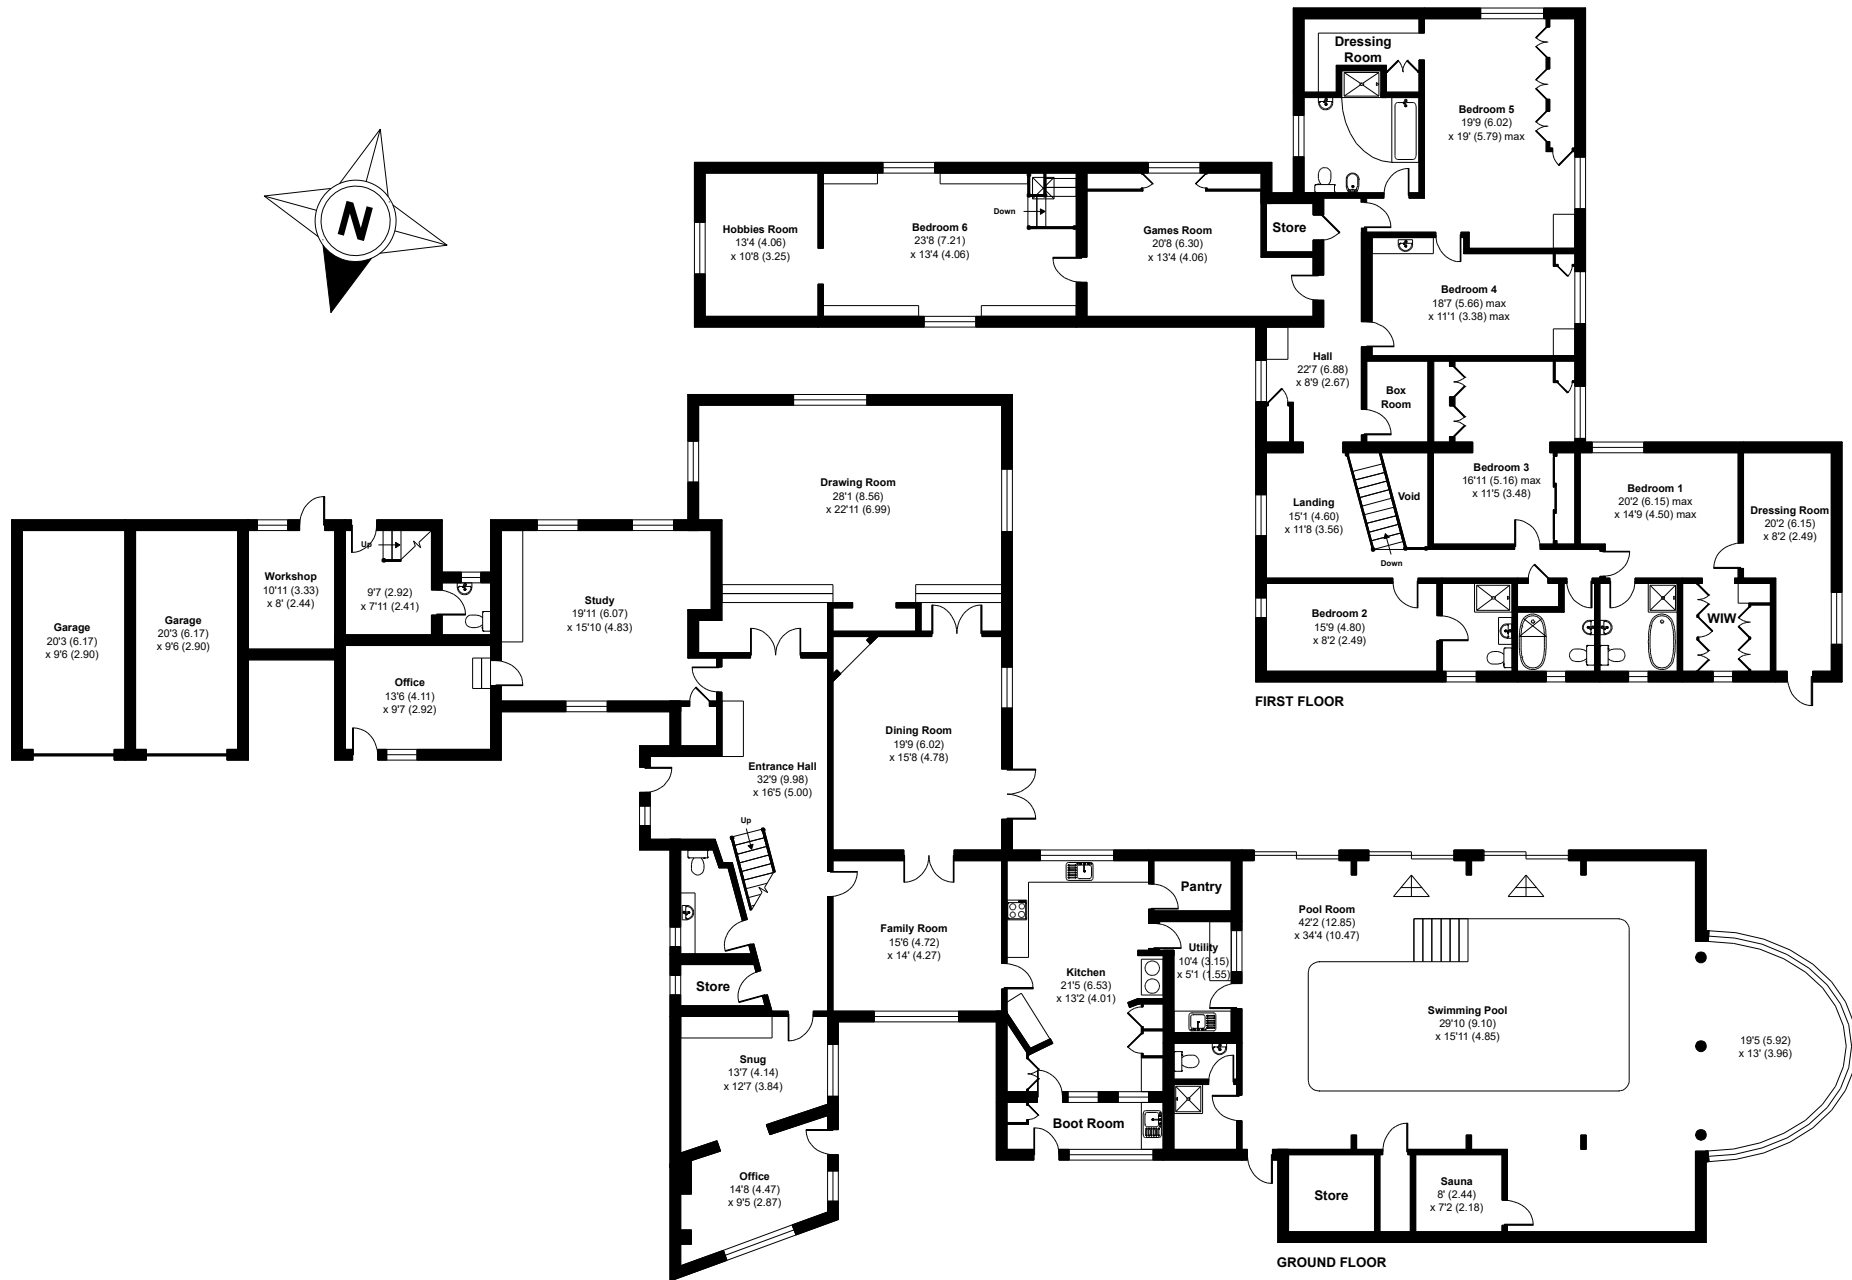 N
Dressing
Room
Bedroom 5
19'9 (6.02)
x 19' (5.79) max
Hobbies Room
13'4 (4.06)
x 10'8 (3.25)
Bedroom 6
23'8 (7.21)
x 13'4 (4.06)
Down
Games Room
20'8 (6.30)
x 13'4 (4.06)
Store
Bedroom 4
18'7 (5.66) max
x 11'1 (3.38) max
Hall
22'7 (6.88)
x 8'9 (2.67)
Box
Room
Bedroom 3
16'11 (5.16) max
x 11'5 (3.48)
Bedroom 1
20'2 (6.15) max
x 14'9 (4.50) max
Dressing Room
20'2 (6.15)
x 8'2 (2.49)
Landing
15'1 (4.60)
x 11'8 (3.56)
Void
Down
Bedroom 2
15'9 (4.80)
x 8'2 (2.49)
WIW
FIRST FLOOR
Drawing Room
28'1 (8.56)
x 22'11 (6.99)
Garage
20'3 (6.17)
x 9'6 (2.90)
Garage
20'3 (6.17)
x 9'6 (2.90)
Workshop
10'11 (3.33)
x 8' (2.44)
Up
9'7 (2.92)
x 7'11 (2.41)
Study
19'11 (6.07)
x 15'10 (4.83)
Office
13'6 (4.11)
x 9'7 (2.92)
Entrance Hall
32'9 (9.98)
x 16'5 (5.00)
Up
Dining Room
19'9 (6.02)
x 15'8 (4.78)
Family Room
15'6 (4.72)
x 14' (4.27)
Store
Kitchen
21'5 (6.53)
x 13'2 (4.01)
Pantry
Utility
10'4 (3.15)
x 5'1 (1.55)
Pool Room
42'2 (12.85)
x 34'4 (10.47)
Swimming Pool
29'10 (9.10)
x 15'11 (4.85)
19'5 (5.92)
x 13' (3.96)
Snug
13'7 (4.14)
x 12'7 (3.84)
Boot Room
Office
14'8 (4.47)
x 9'5 (2.87)
Store
Sauna
8' (2.44)
x 7'2 (2.18)
GROUND FLOOR